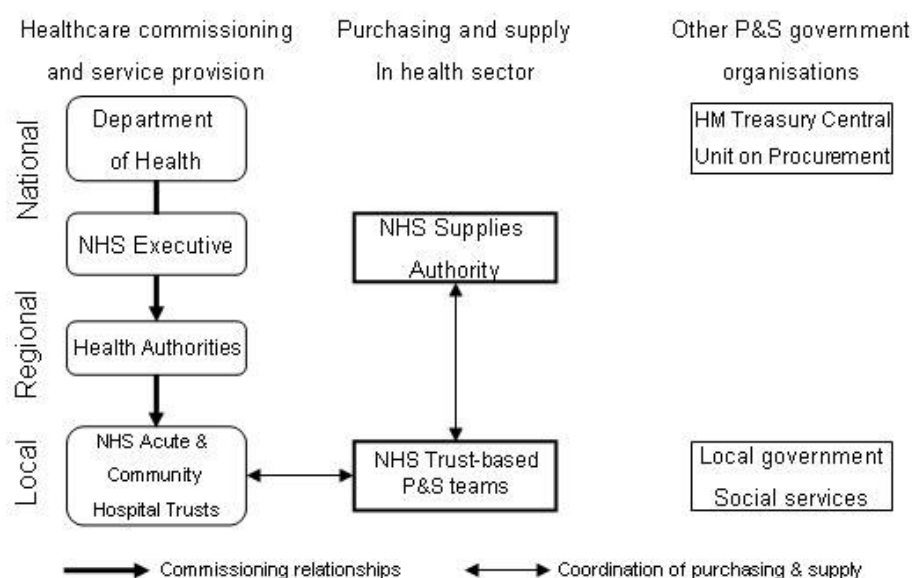 Healthcare commissioning
and service provision
Purchasing and supply
In health sector
Other P&S government
organisations
National
Department
of Health
HM Treasury Central
Unit on Procurement
NHS Executive
NHS Supplies
Authority
Regional
Health Authorities
Local
NHS Acute &
Community
Hospital Trusts
NHS Trust-based
P&S teams
Local government
Social services
Commissioning relationships
Coordination of purchasing & supply